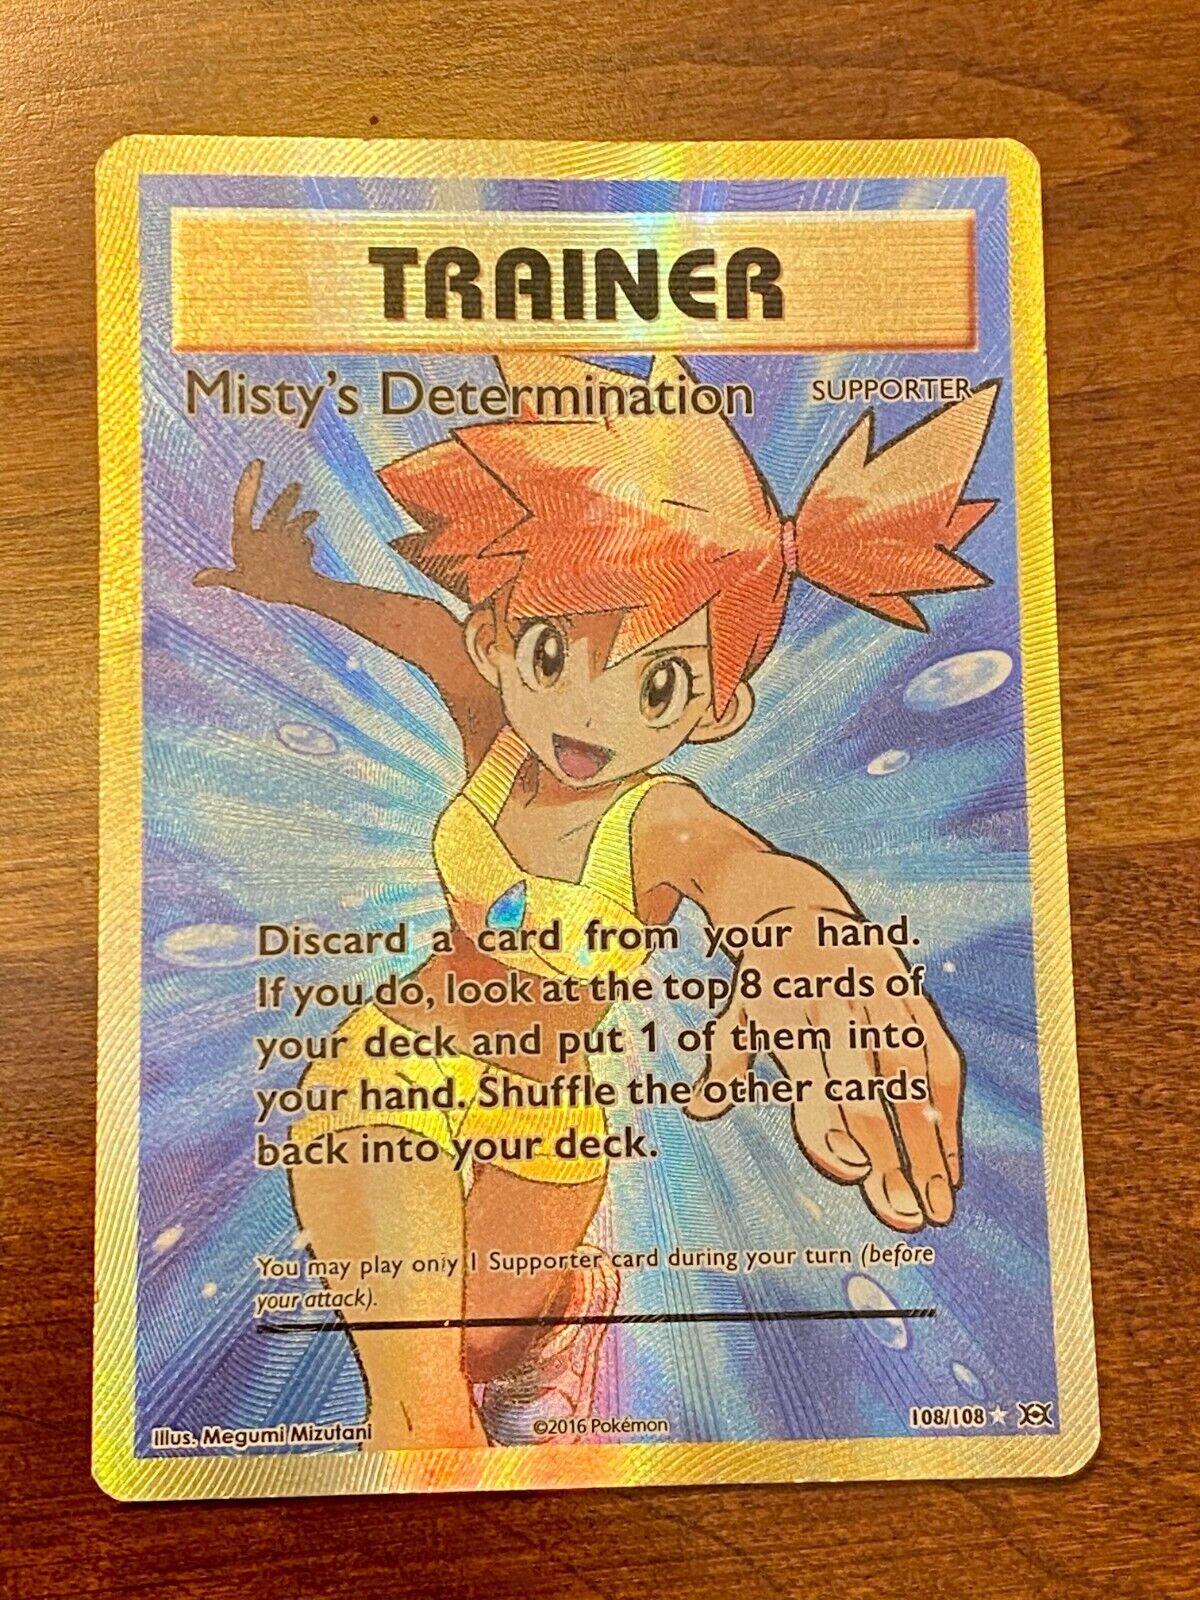 TRAINER
Misty's Determination SUPPORTER
Discard a card from your hand.
If you do, look at the top 8 cards of
your deck and put 1 of them into
your hand. Shuffle the other cards
back into your deck.
You may play only 1 Supporter card during your turn (before
your attack).
Illus. Megumi Mizutani ©2016 Pokémon 108/108 ★